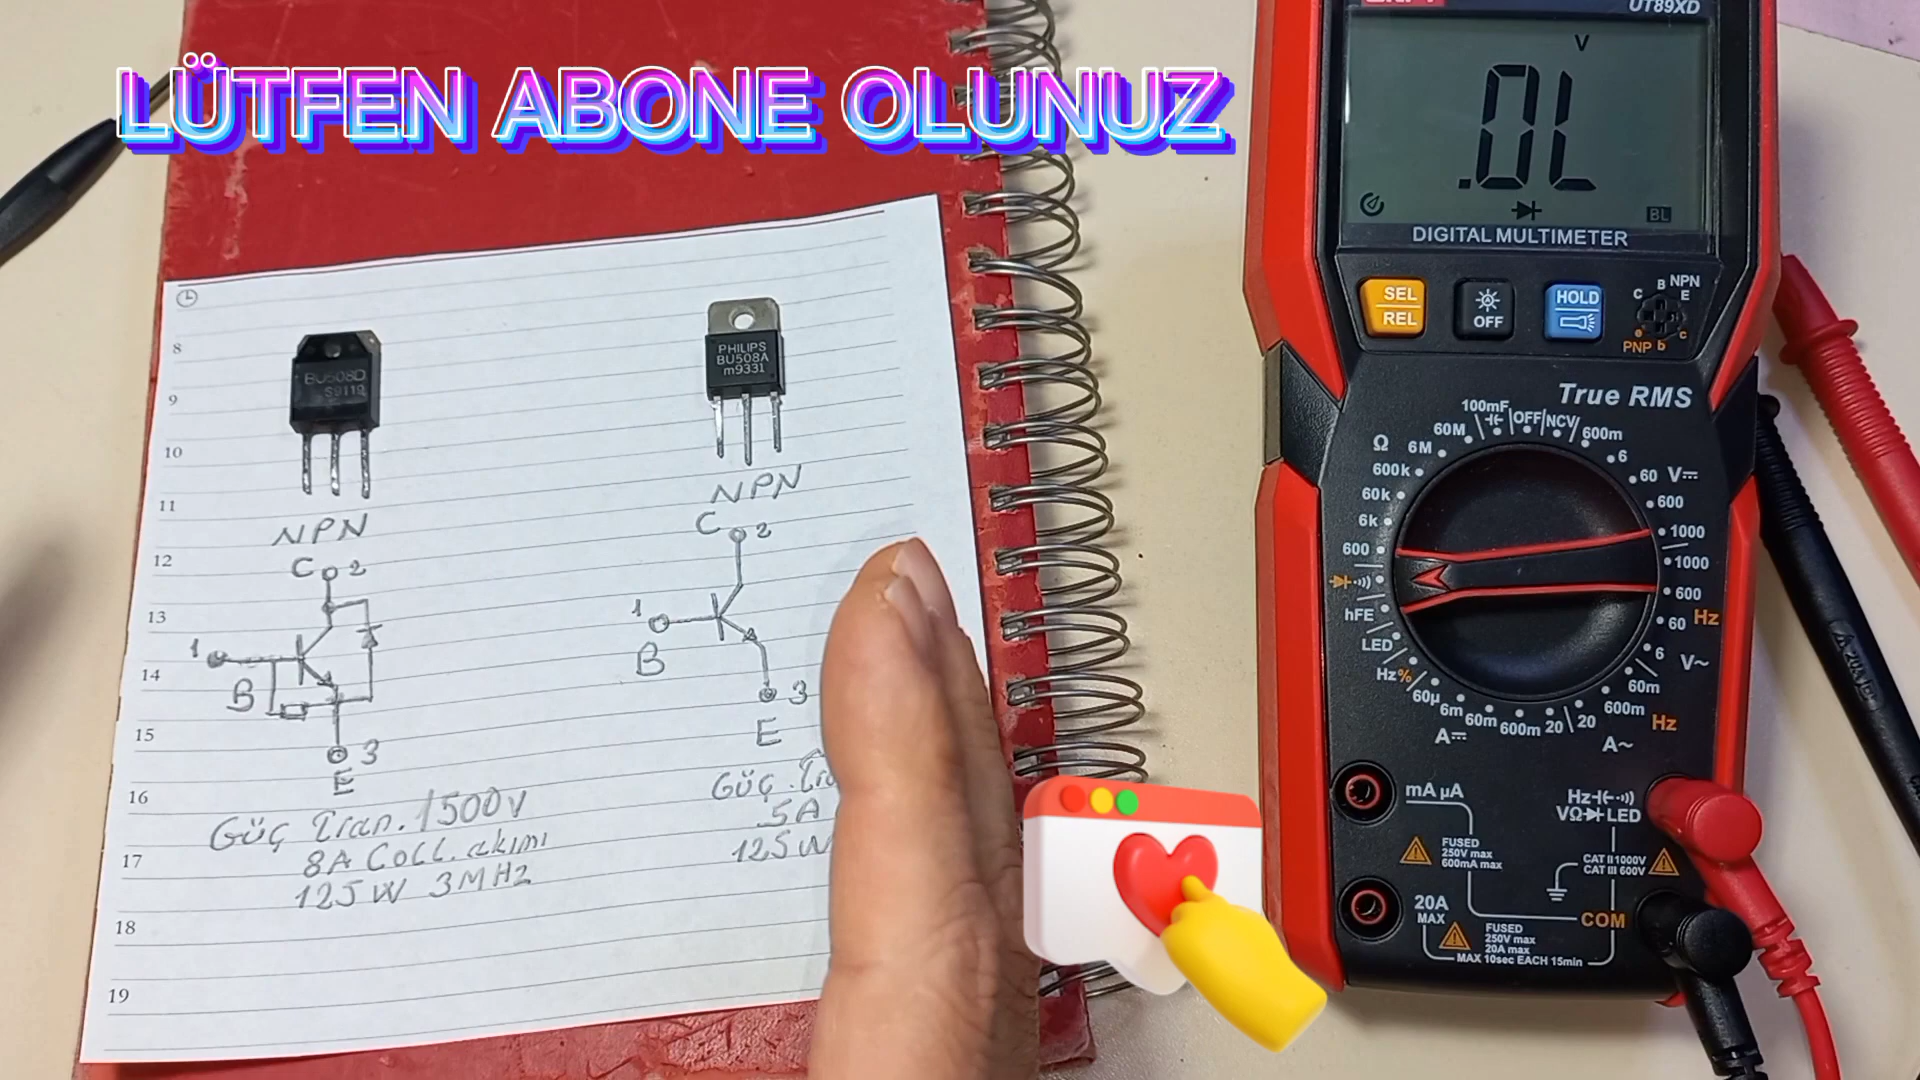 LÜTFEN ABONE OLUNUZ
8
9
10
11
12
13
14
15
16
17
18
19
BU508D
S9119
NPN
C 2
1
B
3
E
Güç Tran. 1500V
8A Coll. akımı
125W 3MHz
PHILIPS
BU508A
m9331
NPN
C 2
1
B
3
E
Güç
5A
125W
UT89XD
V
.0L
BL
DIGITAL MULTIMETER
SEL
REL
OFF
HOLD
C B NPN E
PNP e b c
True RMS
100mF
OFF
NCV
600m
6
60 V
600
1000
1000
600
Hz
60
6
V~
60m
600m
Hz
20
A~
20
600m
60m
6m
60µ
A
Hz%
LED
hFE
600
6k
60k
600k
6M
60M
Ω
mA µA
Hz
VΩ LED
FUSED
250V max
600mA max
CAT II 1000V
CAT III 600V
20A
MAX
COM
FUSED
250V max
20A max
MAX 10sec EACH 15min